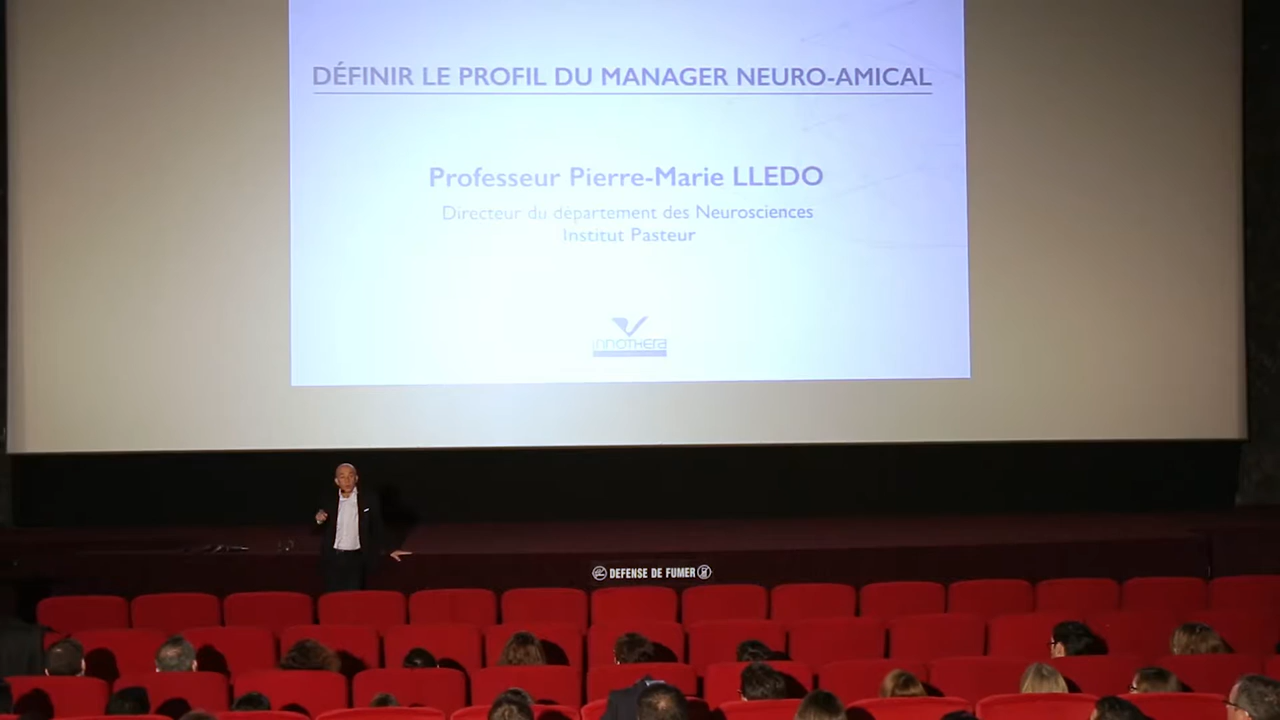 DÉFINIR LE PROFIL DU MANAGER NEURO-AMICAL
Professeur Pierre-Marie LLEDO
Directeur du département des Neurosciences
Institut Pasteur
INNOTHERA
DEFENSE DE FUMER